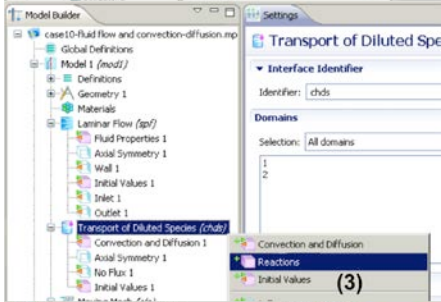 Model Builder
case10-fluid flow and convection-diffusion.mp
Global Definitions
Model 1 (mod1)
Definitions
Geometry 1
Materials
Laminar Flow (spf)
Fluid Properties 1
Axial Symmetry 1
Wall 1
Initial Values 1
Inlet 1
Outlet 1
Transport of Diluted Species (chds)
Convection and Diffusion 1
Axial Symmetry 1
No Flux 1
Initial Values 1
Settings
Transport of Diluted Spe
Interface Identifier
Identifier: chds
Domains
Selection: All domains
1
2
Convection and Diffusion
Reactions
Initial Values
(3)